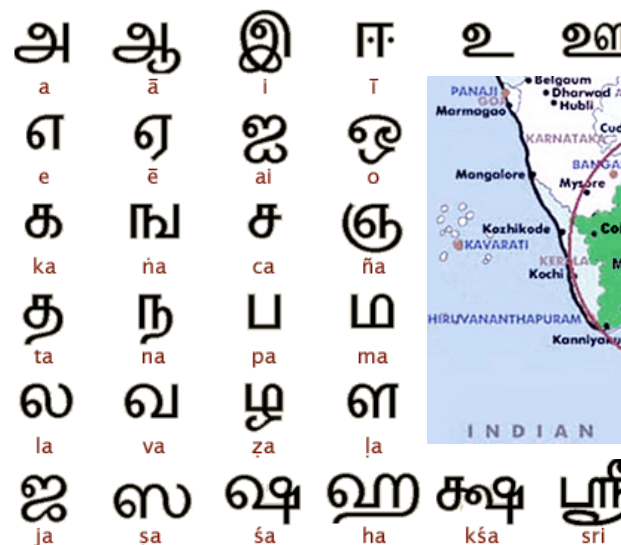 அ ஆ இ ஈ உ
a ā i ī
எ ஏ ஐ ஒ
e ē ai o
க ங ச ஞ
ka ṅa ca ña
த ந ப ம
ta na pa ma
ல வ ழ ள
la va ẓa ḷa
ஜ ஸ ஷ ஹ க்ஷ ஸ்ரீ
ja sa śa ha kśa sri
Belgaum
PANAJI Dharwad
GOA Hubli
Marmagao
KARNATAKA
Mangalore
Mysore
Kozhikode
KAVARATI
KERALA
Kochi
INDIAN